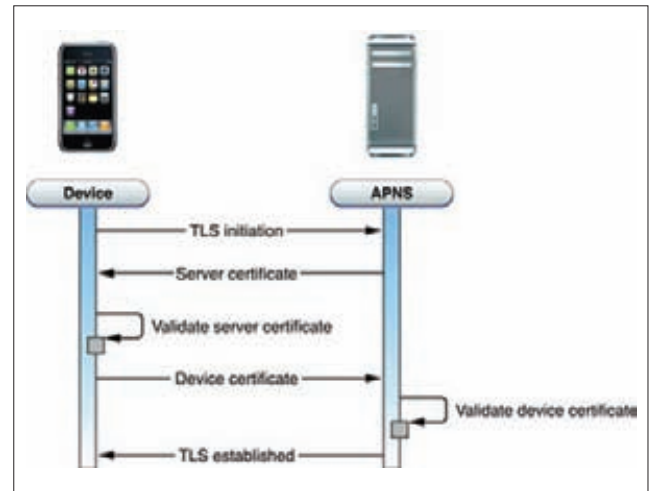 Device
APNS
TLS initiation
Server certificate
Validate server certificate
Device certificate
Validate device certificate
TLS established